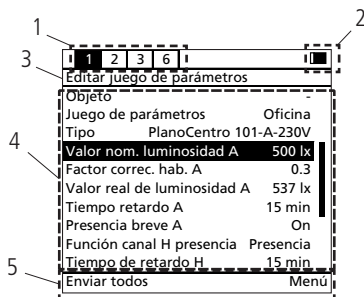 1
2
1 2 3 6
3
Editar juego de parámetros
Objeto -
Juego de parámetros Oficina
Tipo PlanoCentro 101-A-230V
4
Valor nom. luminosidad A 500 lx
Factor correc. hab. A 0.3
Valor real de luminosidad A 537 lx
Tiempo retardo A 15 min
Presencia breve A On
Función canal H presencia Presencia
Tiempo de retardo H 15 min
5
Enviar todos Menú